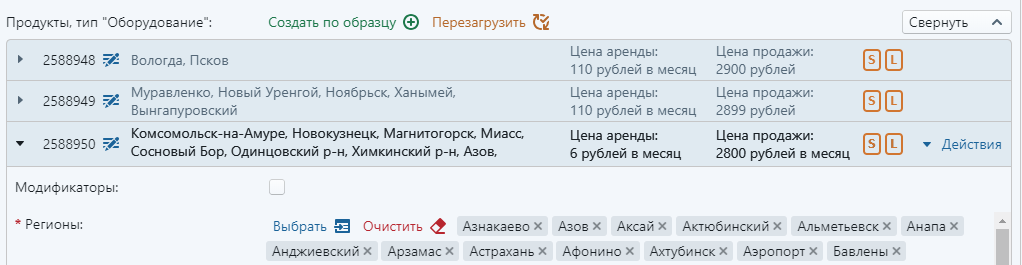 Продукты, тип "Оборудование": Создать по образцу Перезагрузить Свернуть
2588948 Вологда, Псков Цена аренды: 110 рублей в месяц Цена продажи: 2900 рублей S L
2588949 Муравленко, Новый Уренгой, Ноябрьск, Ханымей, Вынгапуровский Цена аренды: 110 рублей в месяц Цена продажи: 2899 рублей S L
2588950 Комсомольск-на-Амуре, Новокузнецк, Магнитогорск, Миасс, Сосновый Бор, Одинцовский р-н, Химкинский р-н, Азов, Цена аренды: 6 рублей в месяц Цена продажи: 2800 рублей в месяц S L Действия
Модификаторы:
* Регионы: Выбрать Очистить Азнакаево Азов Аксай Актюбинский Альметьевск Анапа
Анджиевский Арзамас Астрахань Афонино Ахтубинск Аэропорт Бавлены